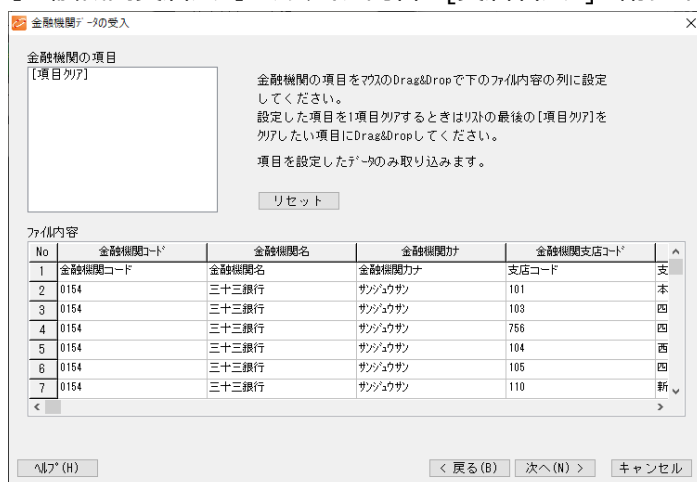 金融機関ﾃﾞｰﾀの受入
金融機関の項目
[項目ｸﾘｱ]
金融機関の項目をﾏｳｽのDrag&Dropで下のﾌｧｲﾙ内容の列に設定
してください。
設定した項目を1項目ｸﾘｱするときはﾘｽﾄの最後の[項目ｸﾘｱ]を
ｸﾘｱしたい項目にDrag&Dropしてください。
項目を設定したﾃﾞｰﾀのみ取り込みます。
リセット
ﾌｧｲﾙ内容
No 金融機関ｺｰﾄﾞ 金融機関名 金融機関ｶﾅ 金融機関支店ｺｰﾄﾞ
1 金融機関コード 金融機関名 金融機関カナ 支店コード 支
2 0154 三十三銀行 ｻﾝｼﾞｭｳｻﾝ 101 本
3 0154 三十三銀行 ｻﾝｼﾞｭｳｻﾝ 103 四
4 0154 三十三銀行 ｻﾝｼﾞｭｳｻﾝ 756 四
5 0154 三十三銀行 ｻﾝｼﾞｭｳｻﾝ 104 西
6 0154 三十三銀行 ｻﾝｼﾞｭｳｻﾝ 105 四
7 0154 三十三銀行 ｻﾝｼﾞｭｳｻﾝ 110 新
ﾍﾙﾌﾟ(H) < 戻る(B) 次へ(N) > キャンセル